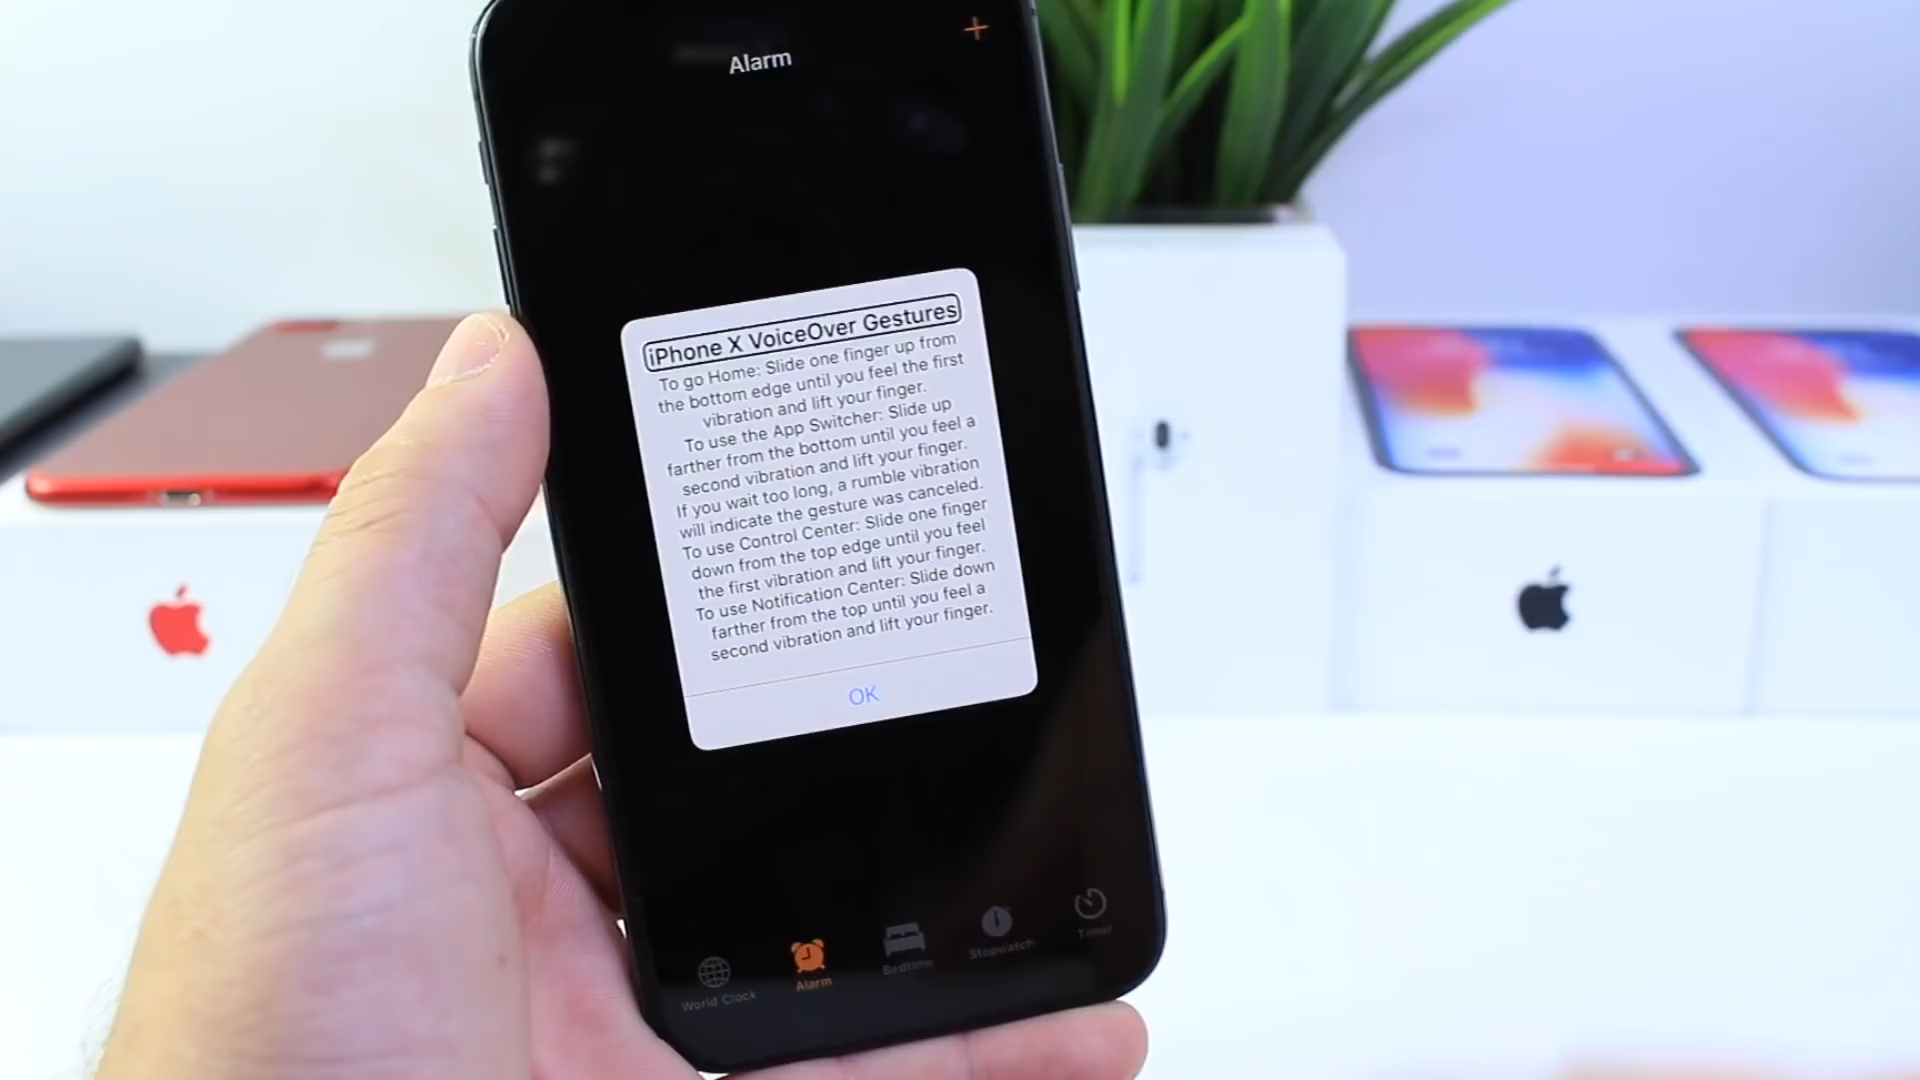 Alarm
iPhone X VoiceOver Gestures
To go Home: Slide one finger up from
the bottom edge until you feel the first
vibration and lift your finger.
To use the App Switcher: Slide up
farther from the bottom until you feel a
second vibration and lift your finger.
If you wait too long, a rumble vibration
will indicate the gesture was canceled.
To use Control Center: Slide one finger
down from the top edge until you feel
the first vibration and lift your finger.
To use Notification Center: Slide down
farther from the top until you feel a
second vibration and lift your finger.
OK
World Clock
Alarm
Bedtime
Stopwatch
Timer